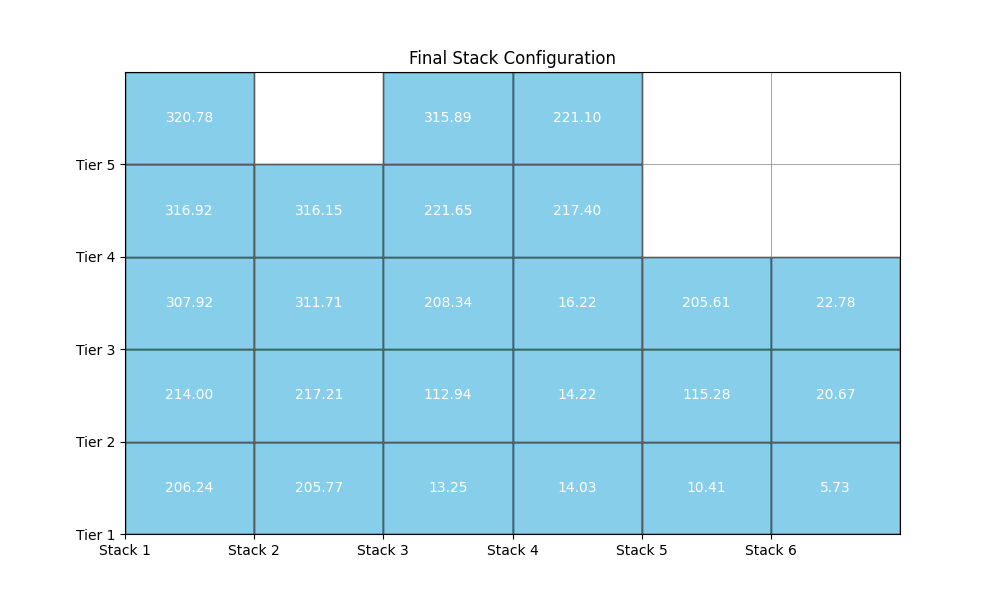 Final Stack Configuration
320.78 315.89 221.10
Tier 5
316.92 316.15 221.65 217.40
Tier 4
307.92 311.71 208.34 16.22 205.61 22.78
Tier 3
214.00 217.21 112.94 14.22 115.28 20.67
Tier 2
206.24 205.77 13.25 14.03 10.41 5.73
Tier 1
Stack 1 Stack 2 Stack 3 Stack 4 Stack 5 Stack 6